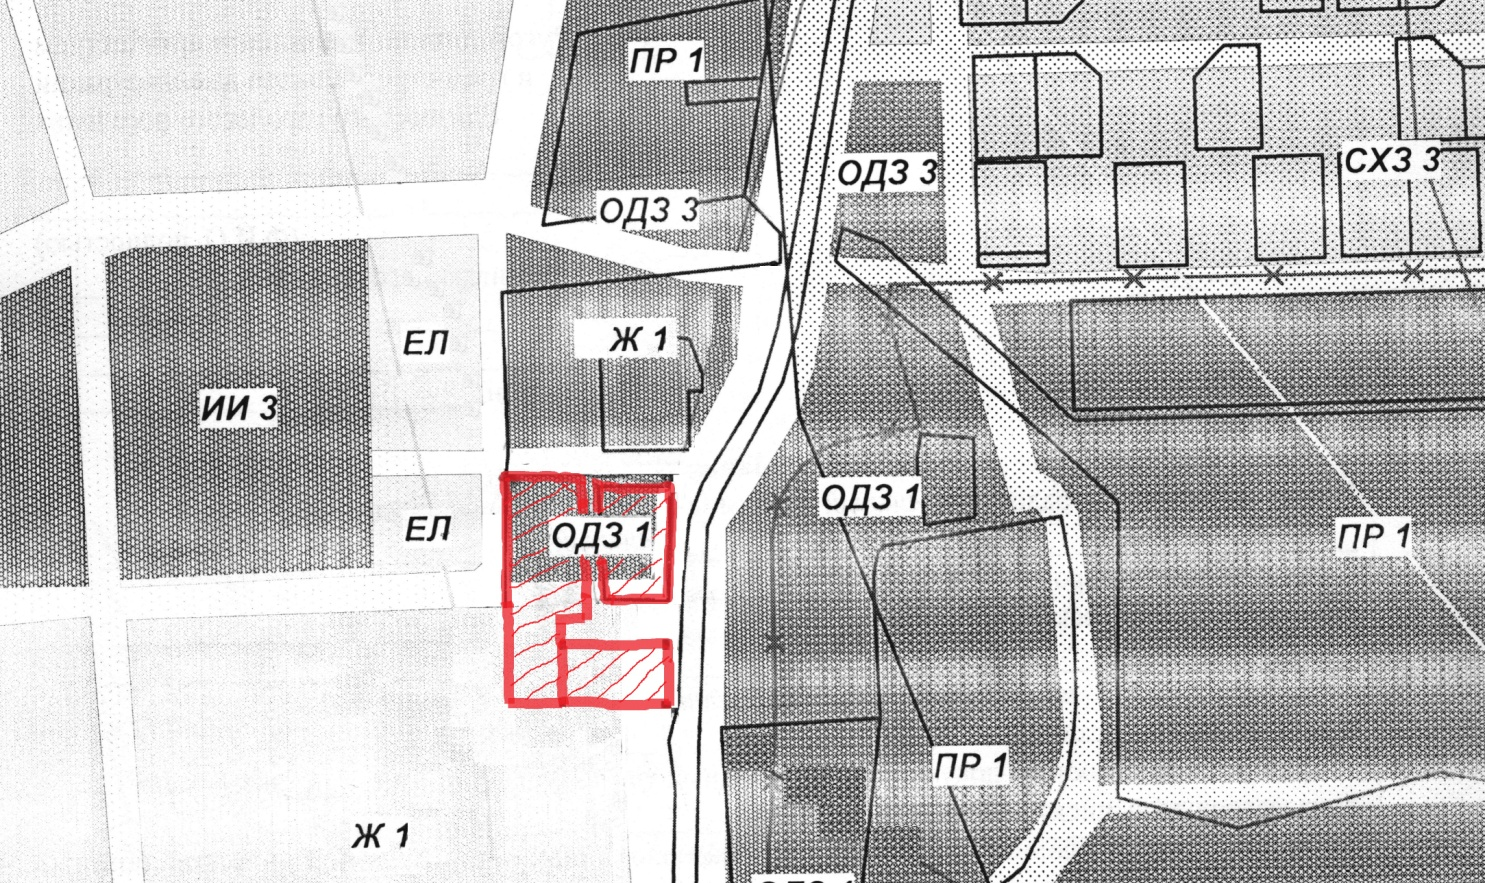 ПР 1
ОДЗ 3
ОДЗ 3
СХЗ 3
Ж 1
ЕЛ
ИИ 3
ОДЗ 1
ЕЛ
ОДЗ 1
ПР 1
ПР 1
Ж 1